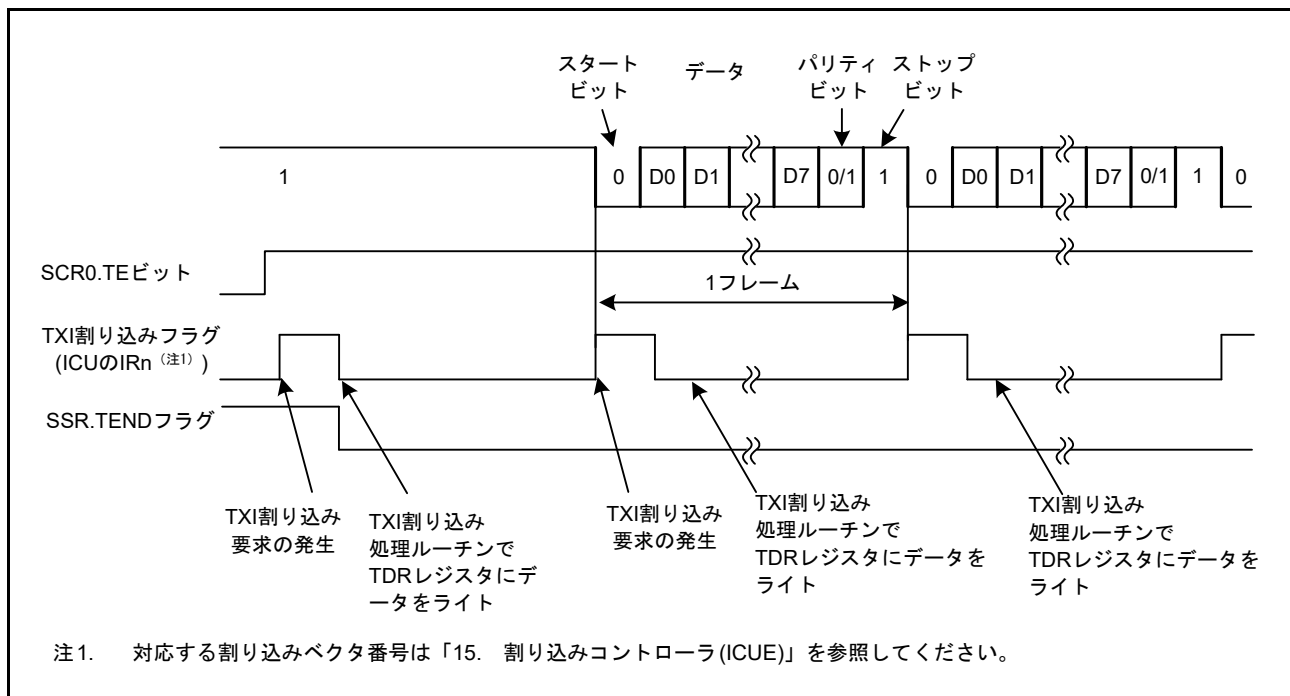 スタート
ビット
データ
パリティ
ビット
ストップ
ビット
1
0
D0
D1
D7
0/1
1
0
D0
D1
D7
0/1
1
0
SCR0.TEビット
1フレーム
TXI割り込みフラグ
(ICUのIRn（注1）)
SSR.TENDフラグ
TXI割り込み
要求の発生
TXI割り込み
処理ルーチンで
TDRレジスタにデ
ータをライト
TXI割り込み
要求の発生
TXI割り込み
処理ルーチンで
TDRレジスタにデータを
ライト
TXI割り込み
処理ルーチンで
TDRレジスタにデータを
ライト
注1. 対応する割り込みベクタ番号は「15. 割り込みコントローラ(ICUE)」を参照してください。